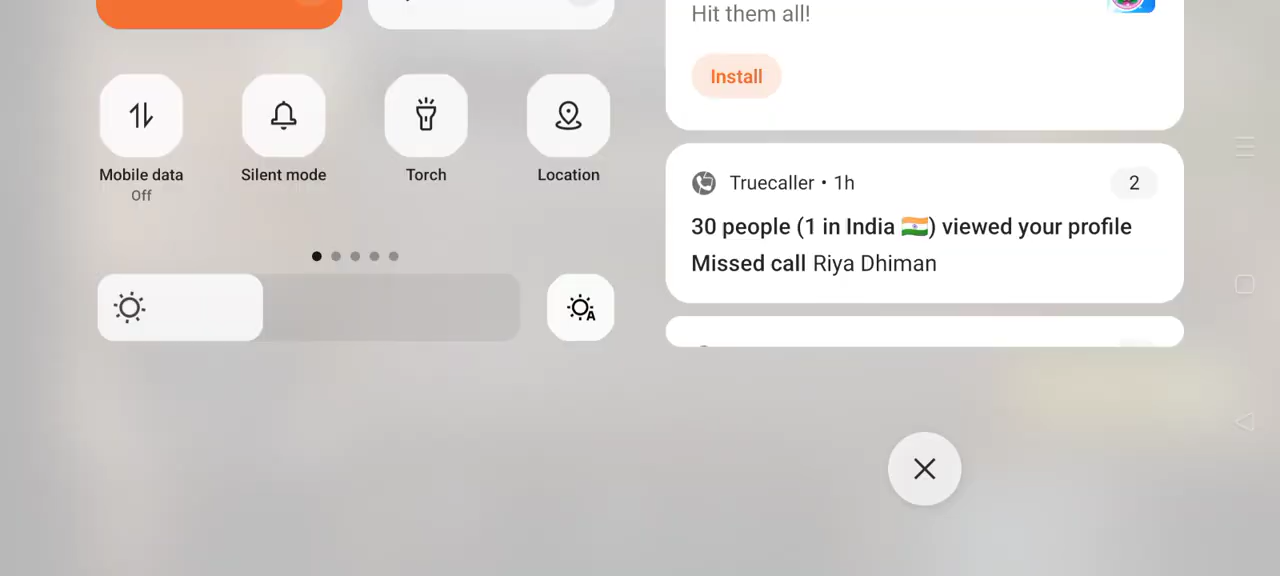 Mobile data
Off
Silent mode
Torch
Location
Hit them all!
Install
Truecaller • 1h
2
30 people (1 in India 🇮🇳) viewed your profile
Missed call Riya Dhiman